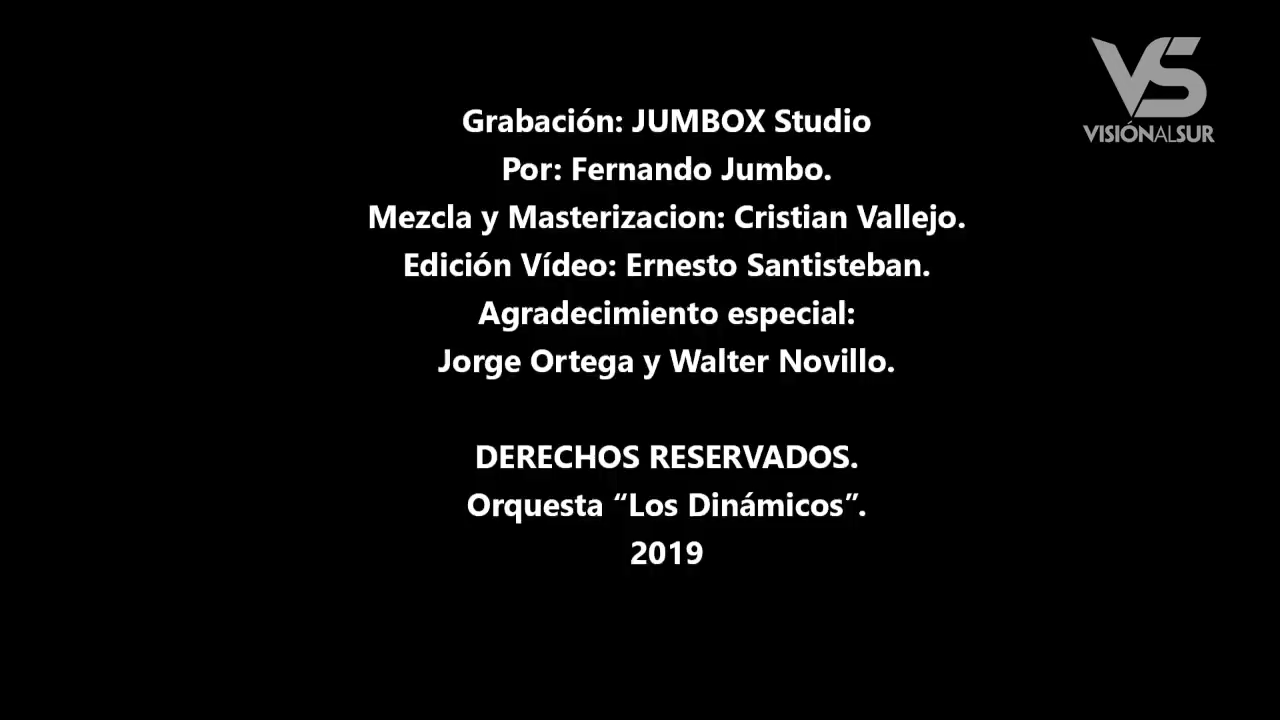 VS
VISIÓNALSUR
Grabación: JUMBOX Studio
Por: Fernando Jumbo.
Mezcla y Masterizacion: Cristian Vallejo.
Edición Vídeo: Ernesto Santisteban.
Agradecimiento especial:
Jorge Ortega y Walter Novillo.
DERECHOS RESERVADOS.
Orquesta “Los Dinámicos”.
2019